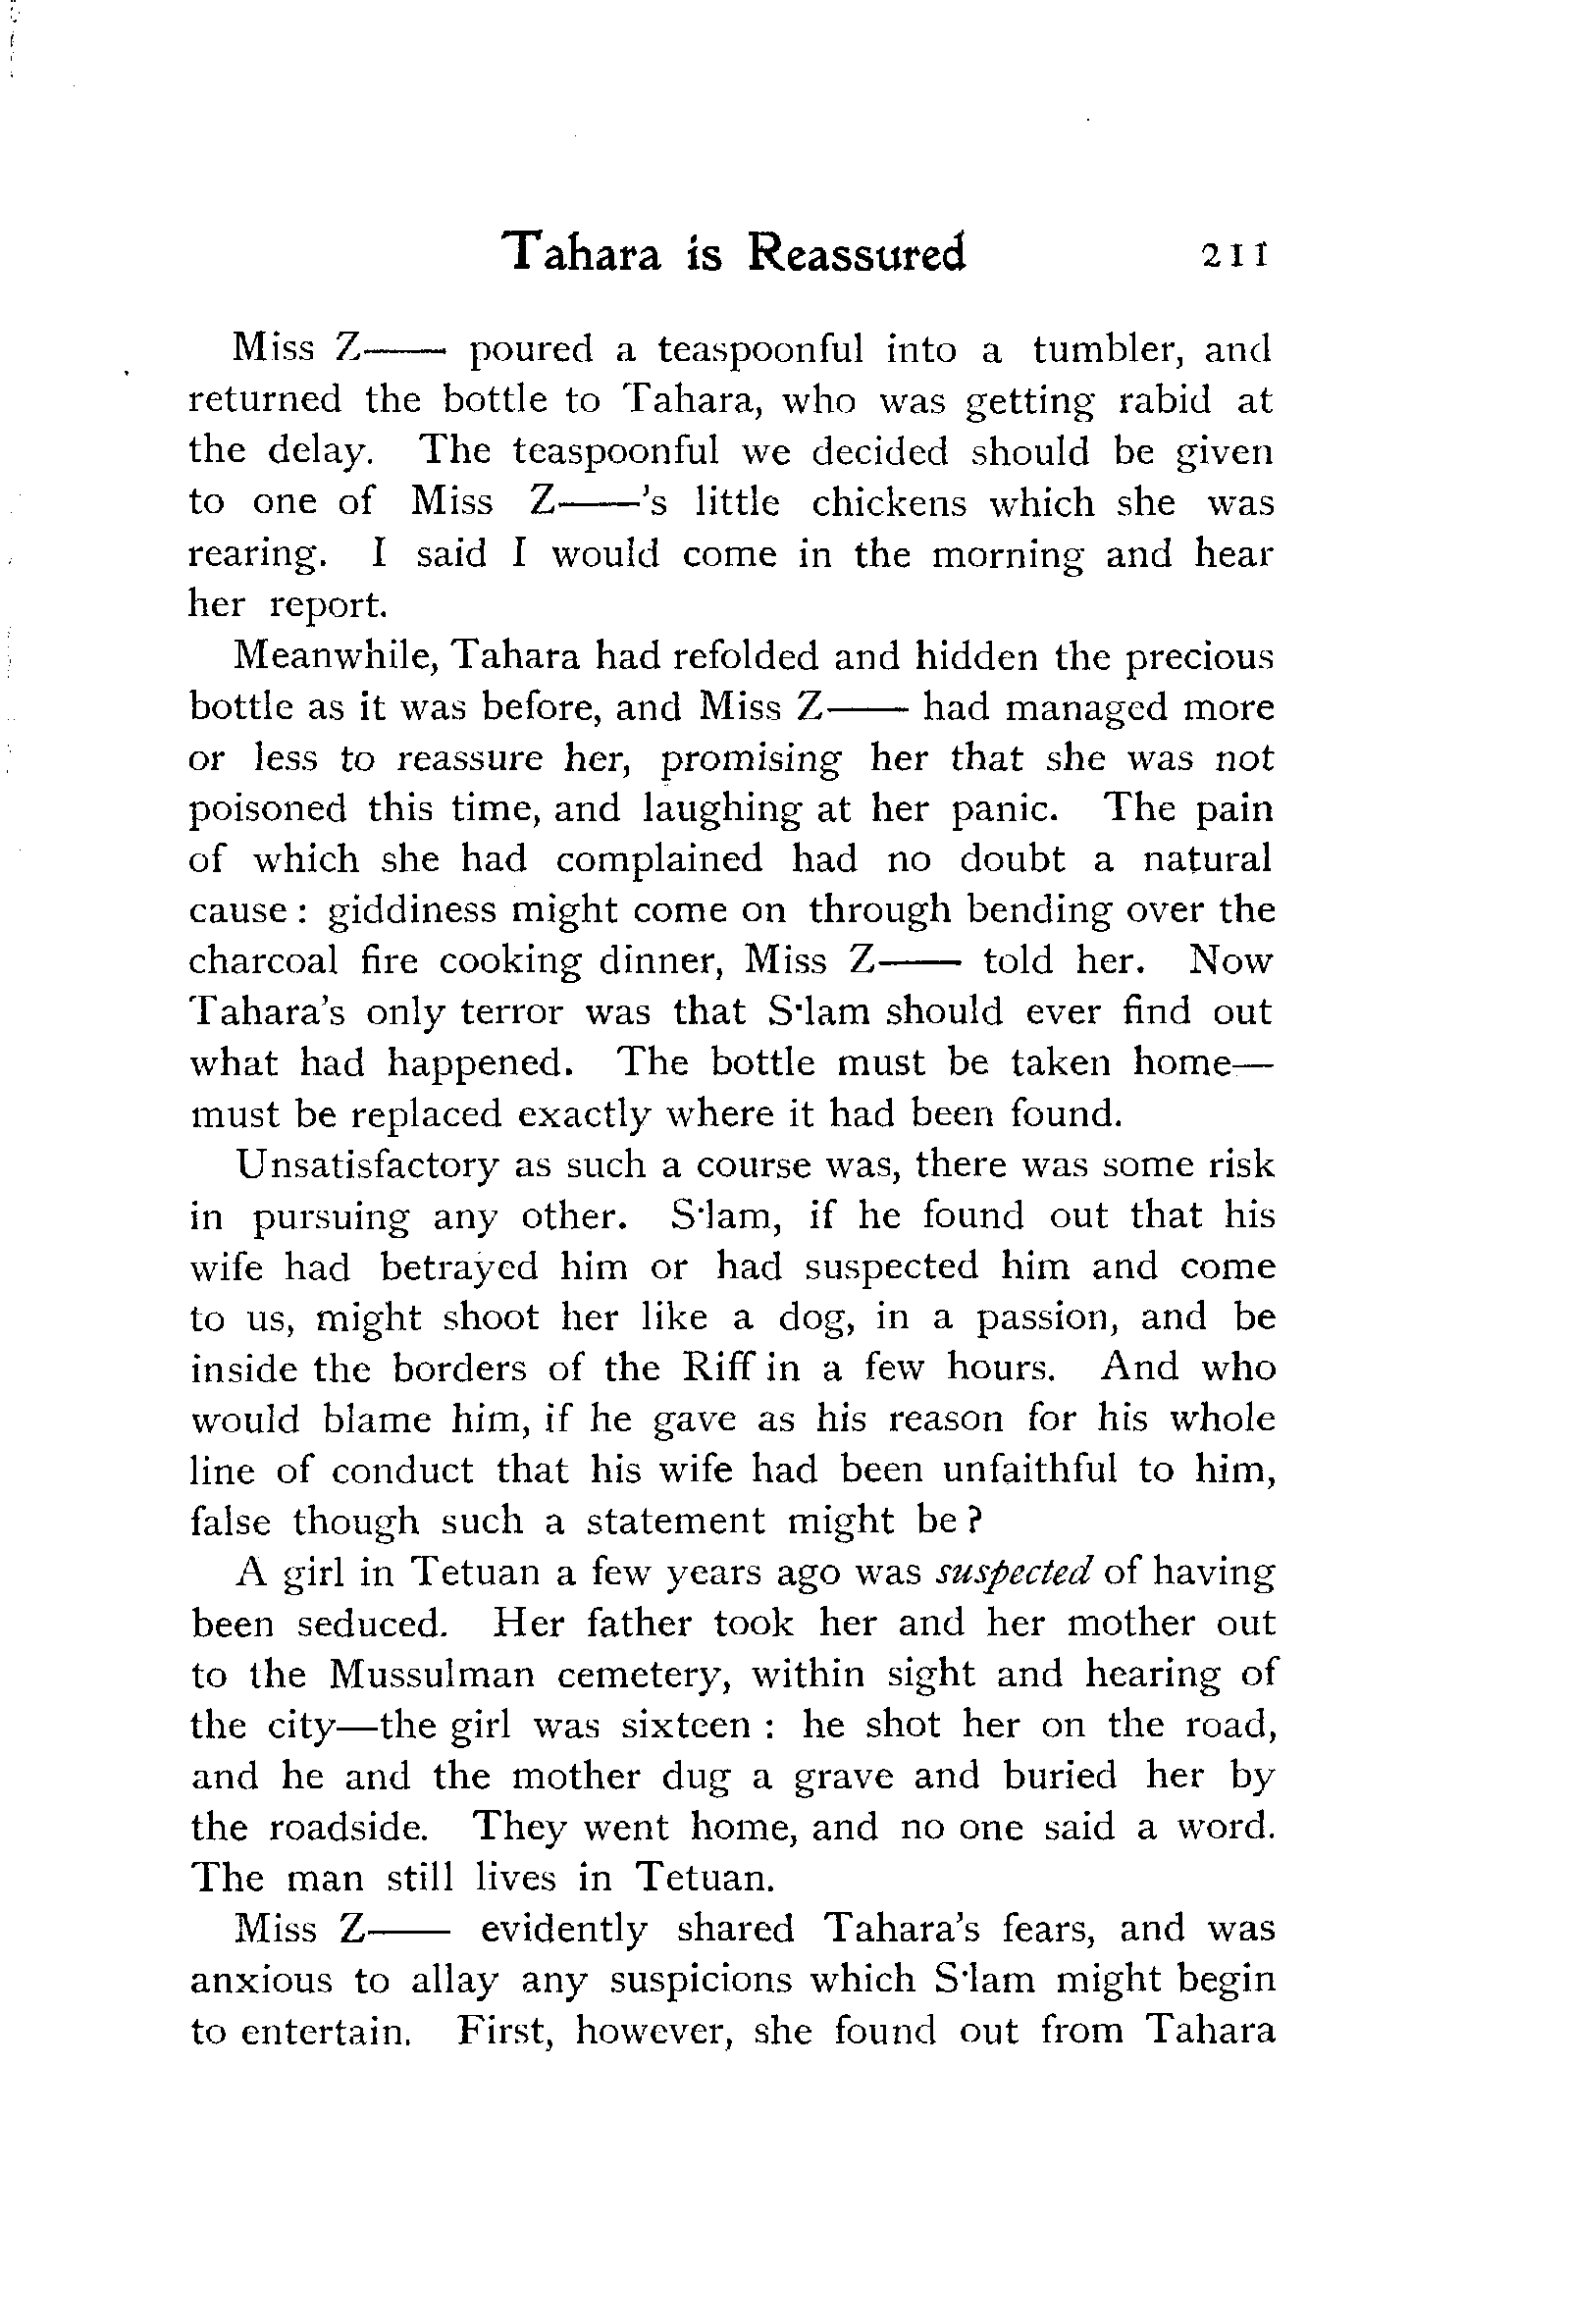 Tahara is Reassured 211
Miss Z—— poured a teaspoonful into a tumbler, and
returned the bottle to Tahara, who was getting rabid at
the delay. The teaspoonful we decided should be given
to one of Miss Z——'s little chickens which she was
rearing. I said I would come in the morning and hear
her report.
Meanwhile, Tahara had refolded and hidden the precious
bottle as it was before, and Miss Z—— had managed more
or less to reassure her, promising her that she was not
poisoned this time, and laughing at her panic. The pain
of which she had complained had no doubt a natural
cause : giddiness might come on through bending over the
charcoal fire cooking dinner, Miss Z—— told her. Now
Tahara's only terror was that S·lam should ever find out
what had happened. The bottle must be taken home—
must be replaced exactly where it had been found.
Unsatisfactory as such a course was, there was some risk
in pursuing any other. S·lam, if he found out that his
wife had betrayed him or had suspected him and come
to us, might shoot her like a dog, in a passion, and be
inside the borders of the Riff in a few hours. And who
would blame him, if he gave as his reason for his whole
line of conduct that his wife had been unfaithful to him,
false though such a statement might be ?
A girl in Tetuan a few years ago was suspected of having
been seduced. Her father took her and her mother out
to the Mussulman cemetery, within sight and hearing of
the city—the girl was sixteen : he shot her on the road,
and he and the mother dug a grave and buried her by
the roadside. They went home, and no one said a word.
The man still lives in Tetuan.
Miss Z—— evidently shared Tahara's fears, and was
anxious to allay any suspicions which S·lam might begin
to entertain. First, however, she found out from Tahara